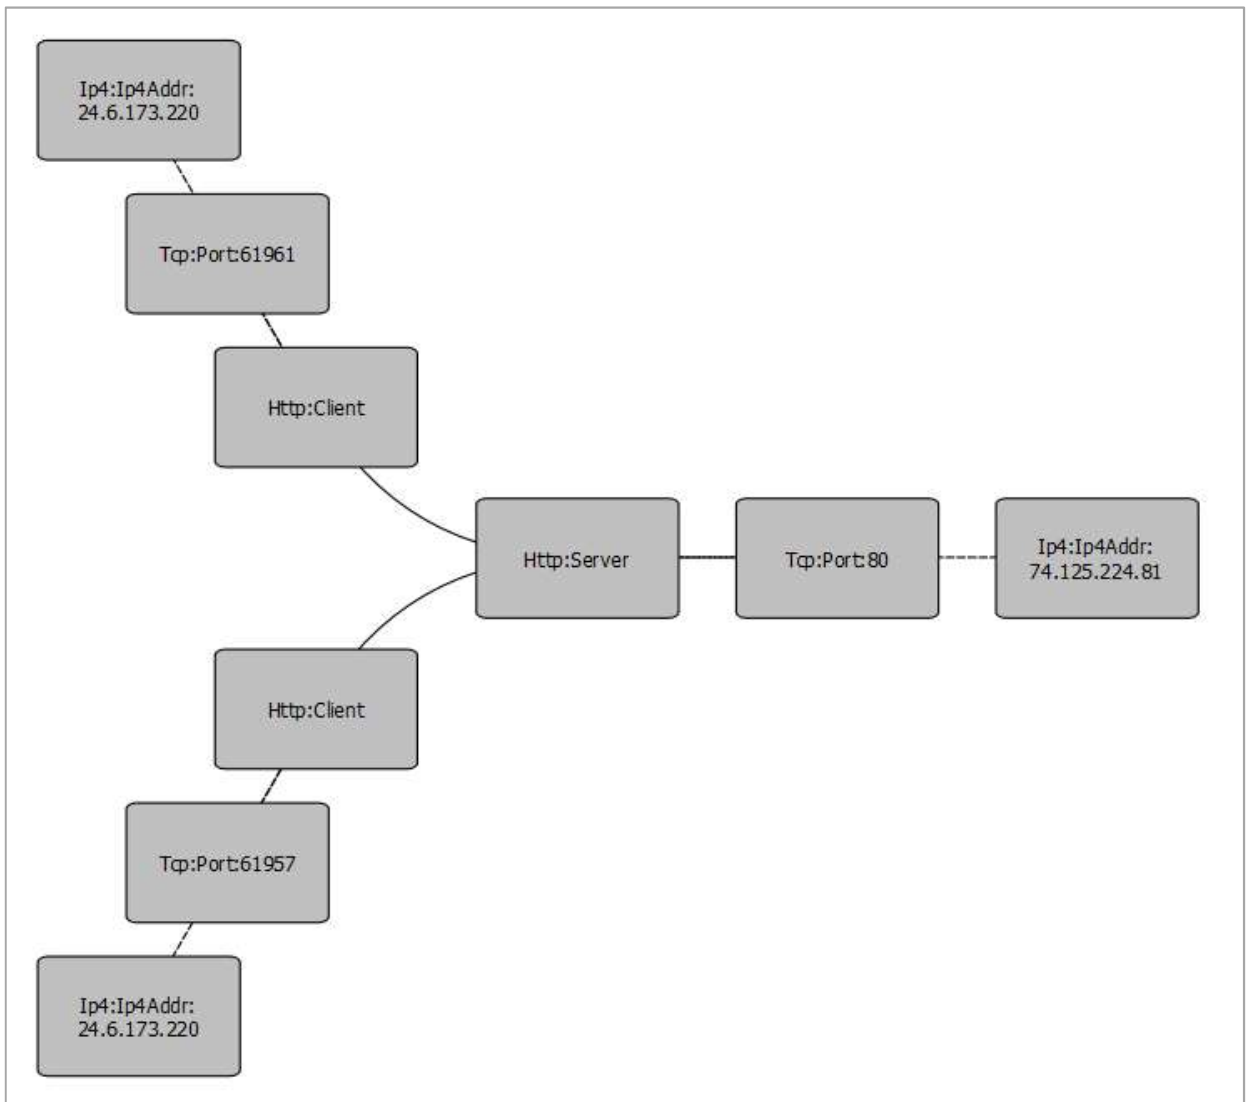 Ip4:Ip4Addr:
24.6.173.220
Tcp:Port:61961
Http:Client
Http:Server
Tcp:Port:80
Ip4:Ip4Addr:
74.125.224.81
Http:Client
Tcp:Port:61957
Ip4:Ip4Addr:
24.6.173.220